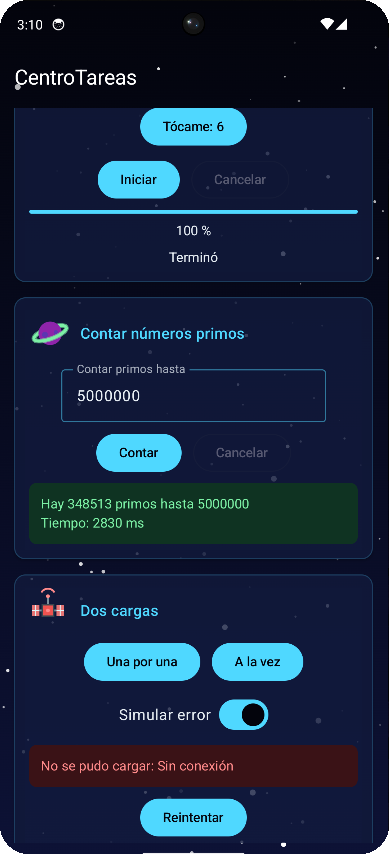 3:10
CentroTareas
Tócame: 6
Iniciar
Cancelar
100 %
Terminó
Contar números primos
Contar primos hasta
5000000
Contar
Cancelar
Hay 348513 primos hasta 5000000
Tiempo: 2830 ms
Dos cargas
Una por una
A la vez
Simular error
No se pudo cargar: Sin conexión
Reintentar